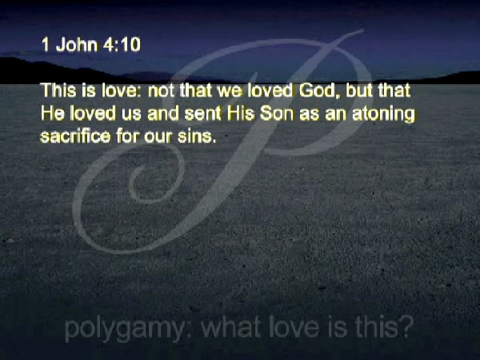 1 John 4:10
This is love: not that we loved God, but that
He loved us and sent His Son as an atoning
sacrifice for our sins.
P
polygamy: what love is this?